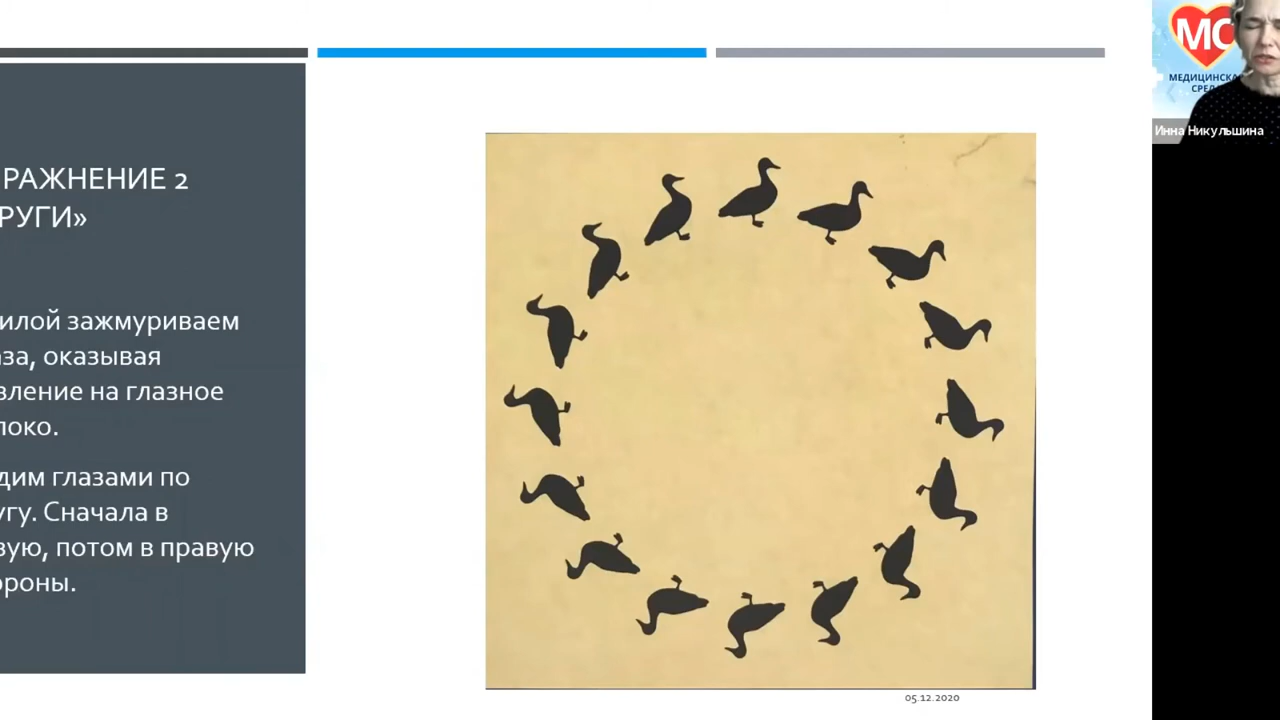 РАЖНЕНИЕ 2
РУГИ»
илой зажмуриваем
за, оказывая
вление на глазное
локо.
дим глазами по
угу. Сначала в
вую, потом в правую
роны.
05.12.2020
МС
МЕДИЦИНСКА
СРЕД
Инна Никульшина